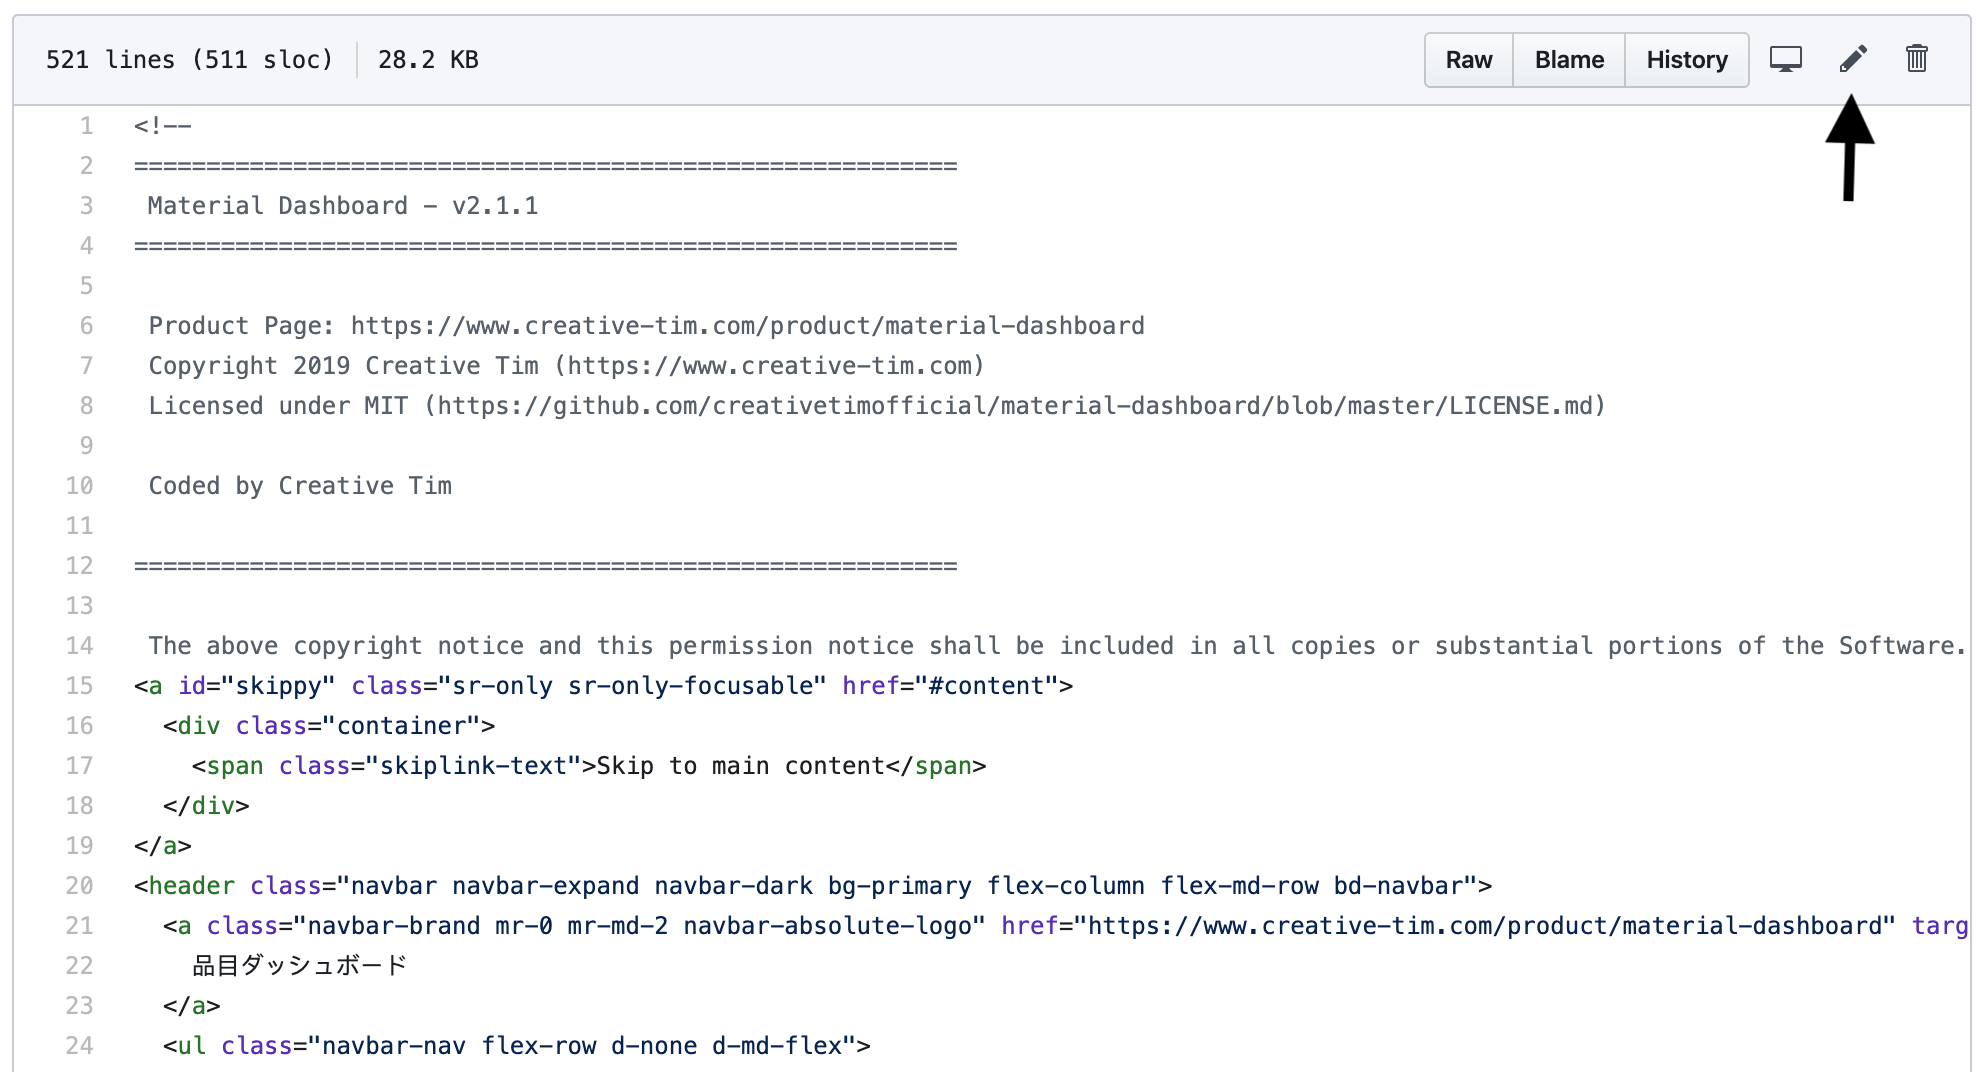 521 lines (511 sloc) 28.2 KB Raw Blame History
1 <!--
2 =========================================================
3 Material Dashboard - v2.1.1
4 =========================================================
5
6 Product Page: https://www.creative-tim.com/product/material-dashboard
7 Copyright 2019 Creative Tim (https://www.creative-tim.com)
8 Licensed under MIT (https://github.com/creativetimofficial/material-dashboard/blob/master/LICENSE.md)
9
10 Coded by Creative Tim
11
12 =========================================================
13
14 The above copyright notice and this permission notice shall be included in all copies or substantial portions of the Software.
15 <a id="skippy" class="sr-only sr-only-focusable" href="#content">
16 <div class="container">
17 <span class="skiplink-text">Skip to main content</span>
18 </div>
19 </a>
20 <header class="navbar navbar-expand navbar-dark bg-primary flex-column flex-md-row bd-navbar">
21 <a class="navbar-brand mr-0 mr-md-2 navbar-absolute-logo" href="https://www.creative-tim.com/product/material-dashboard" targ
22 品目ダッシュボード
23 </a>
24 <ul class="navbar-nav flex-row d-none d-md-flex">